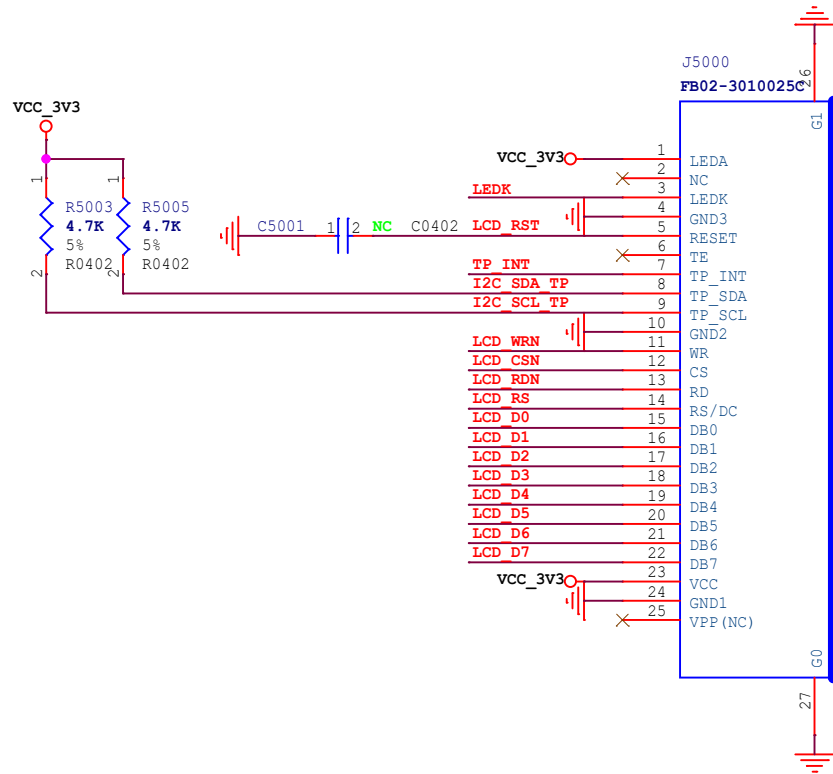 J5000
FB02-3010025C
26
G1
VCC_3V3
1
1
R5003
4.7K
5%
R0402
2
R5005
4.7K
5%
R0402
2
C5001
1
2
NC
C0402
VCC_3V3
1
LEDA
2
NC
LEDK
3
LEDK
4
GND3
LCD_RST
5
RESET
6
TE
TP_INT
7
TP_INT
I2C_SDA_TP
8
TP_SDA
I2C_SCL_TP
9
TP_SCL
10
GND2
LCD_WRN
11
WR
LCD_CSN
12
CS
LCD_RDN
13
RD
LCD_RS
14
RS/DC
LCD_D0
15
DB0
LCD_D1
16
DB1
LCD_D2
17
DB2
LCD_D3
18
DB3
LCD_D4
19
DB4
LCD_D5
20
DB5
LCD_D6
21
DB6
LCD_D7
22
DB7
VCC_3V3
23
VCC
24
GND1
25
VPP(NC)
G0
27